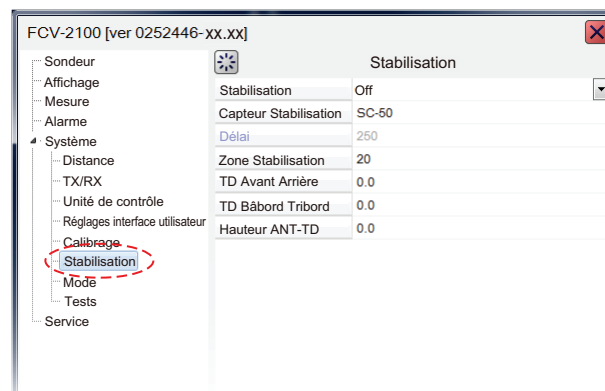 FCV-2100 [ver 0252446-xx.xx]
Sondeur
Affichage
Mesure
Alarme
Système
Distance
TX/RX
Unité de contrôle
Réglages interface utilisateur
Calibrage
Stabilisation
Mode
Tests
Service
Stabilisation
Stabilisation Off
Capteur Stabilisation SC-50
Délai 250
Zone Stabilisation 20
TD Avant Arrière 0.0
TD Bâbord Tribord 0.0
Hauteur ANT-TD 0.0